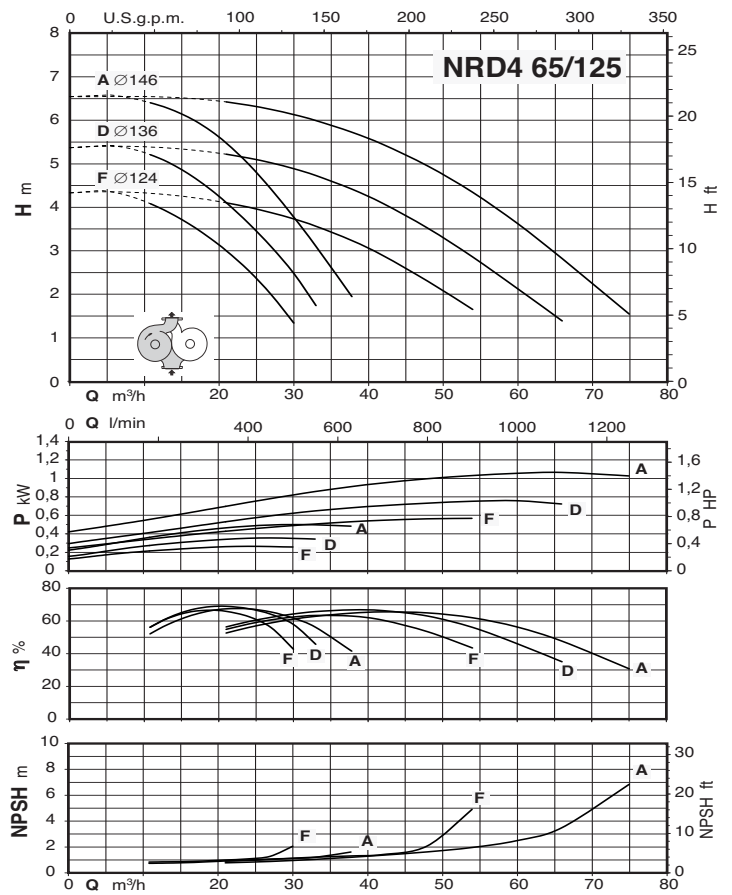 0 U.S.g.p.m. 100 150 200 250 300 350
8 7 6 5 4 3 2 1 0
H m
25 20 15 10 5 0
H ft
NRD4 65/125
A Ø146
D Ø136
F Ø124
0 Q m³/h 20 30 40 50 60 70 80
0 Q l/min 400 600 800 1000 1200
1,4 1,2 1 0,8 0,6 0,4 0,2 0
P kW
1,6 1,2 0,8 0,4 0
P HP
A
D
F
A
D
F
80 60 40 20 0
η %
F D A F D A
10 8 6 4 2 0
NPSH m
30 20 10 0
NPSH ft
A
F
F
A
0 Q m³/h 20 30 40 50 60 70 80